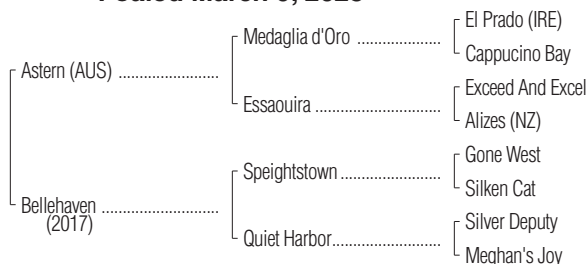 Foaled March 6, 2023
El Prado (IRE)
Medaglia d'Oro
Cappucino Bay
Astern (AUS)
Exceed And Excel
Essaouira
Alizes (NZ)
Gone West
Speightstown
Silken Cat
Bellehaven
(2017)
Silver Deputy
Quiet Harbor
Meghan's Joy